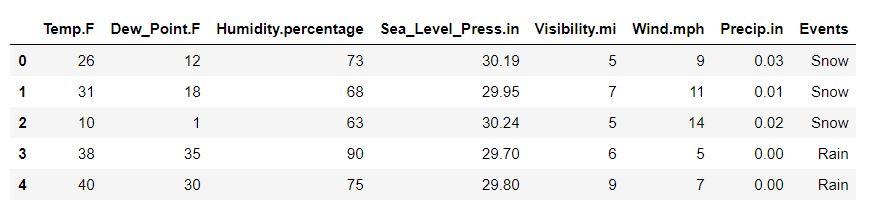 Temp.F Dew_Point.F Humidity.percentage Sea_Level_Press.in Visibility.mi Wind.mph Precip.in Events
0 26 12 73 30.19 5 9 0.03 Snow
1 31 18 68 29.95 7 11 0.01 Snow
2 10 1 63 30.24 5 14 0.02 Snow
3 38 35 90 29.70 6 5 0.00 Rain
4 40 30 75 29.80 9 7 0.00 Rain